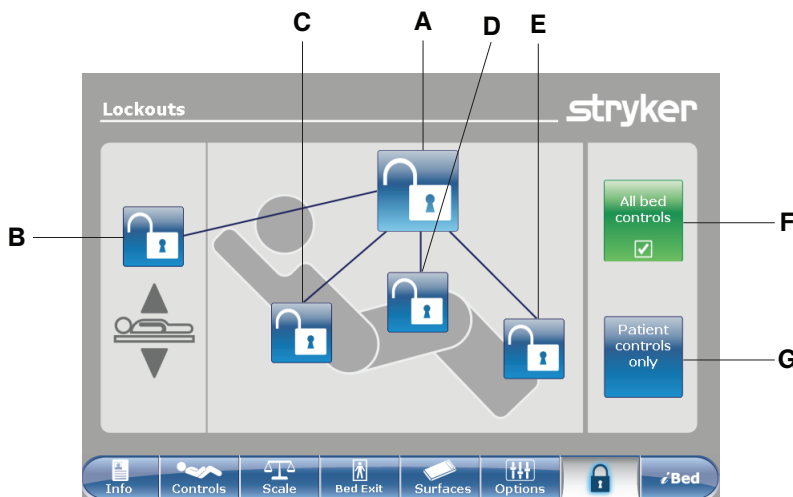 C
A
D
E
Lockouts
stryker
B
All bed
controls
F
Patient
controls
only
G
Info
Controls
Scale
Bed Exit
Surfaces
Options
iBed